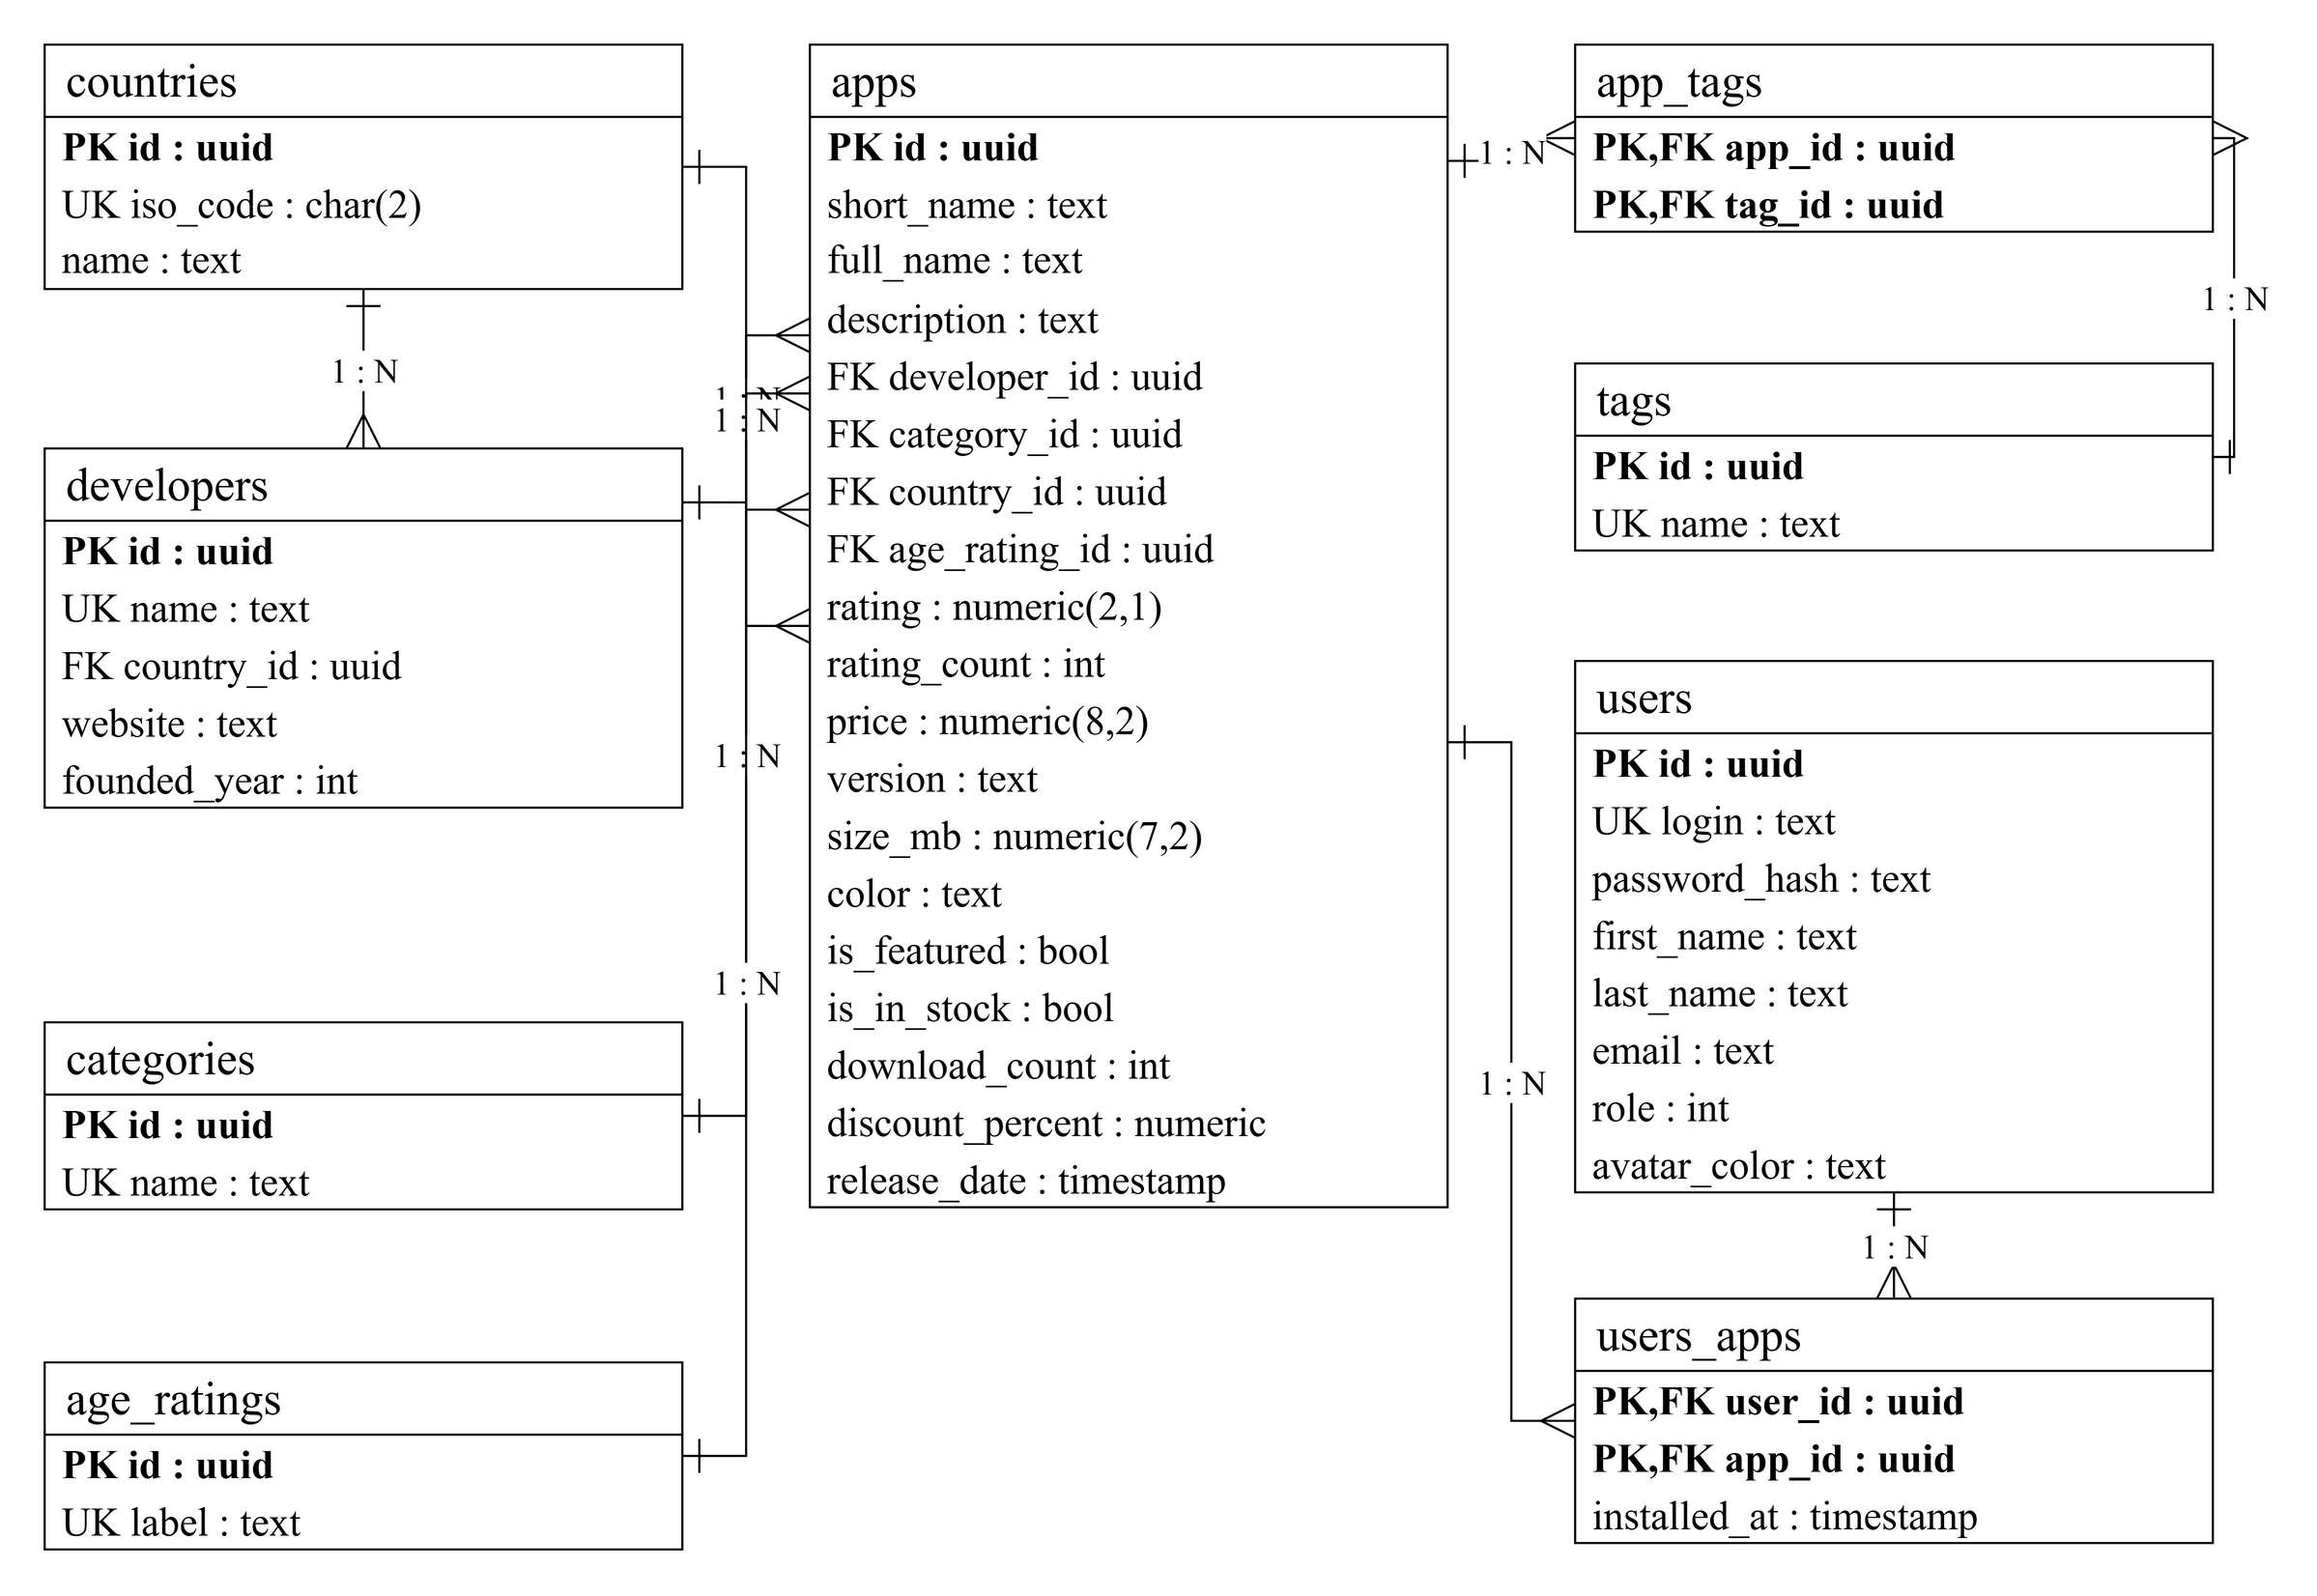 countries
PK id : uuid
UK iso_code : char(2)
name : text
1 : N
developers
PK id : uuid
UK name : text
FK country_id : uuid
website : text
founded_year : int
categories
PK id : uuid
UK name : text
age_ratings
PK id : uuid
UK label : text
1 : N
1 : N
1 : N
1 : N
apps
PK id : uuid
short_name : text
full_name : text
description : text
FK developer_id : uuid
FK category_id : uuid
FK country_id : uuid
FK age_rating_id : uuid
rating : numeric(2,1)
rating_count : int
price : numeric(8,2)
version : text
size_mb : numeric(7,2)
color : text
is_featured : bool
is_in_stock : bool
download_count : int
discount_percent : numeric
release_date : timestamp
1 : N
1 : N
app_tags
PK,FK app_id : uuid
PK,FK tag_id : uuid
1 : N
tags
PK id : uuid
UK name : text
users
PK id : uuid
UK login : text
password_hash : text
first_name : text
last_name : text
email : text
role : int
avatar_color : text
1 : N
users_apps
PK,FK user_id : uuid
PK,FK app_id : uuid
installed_at : timestamp